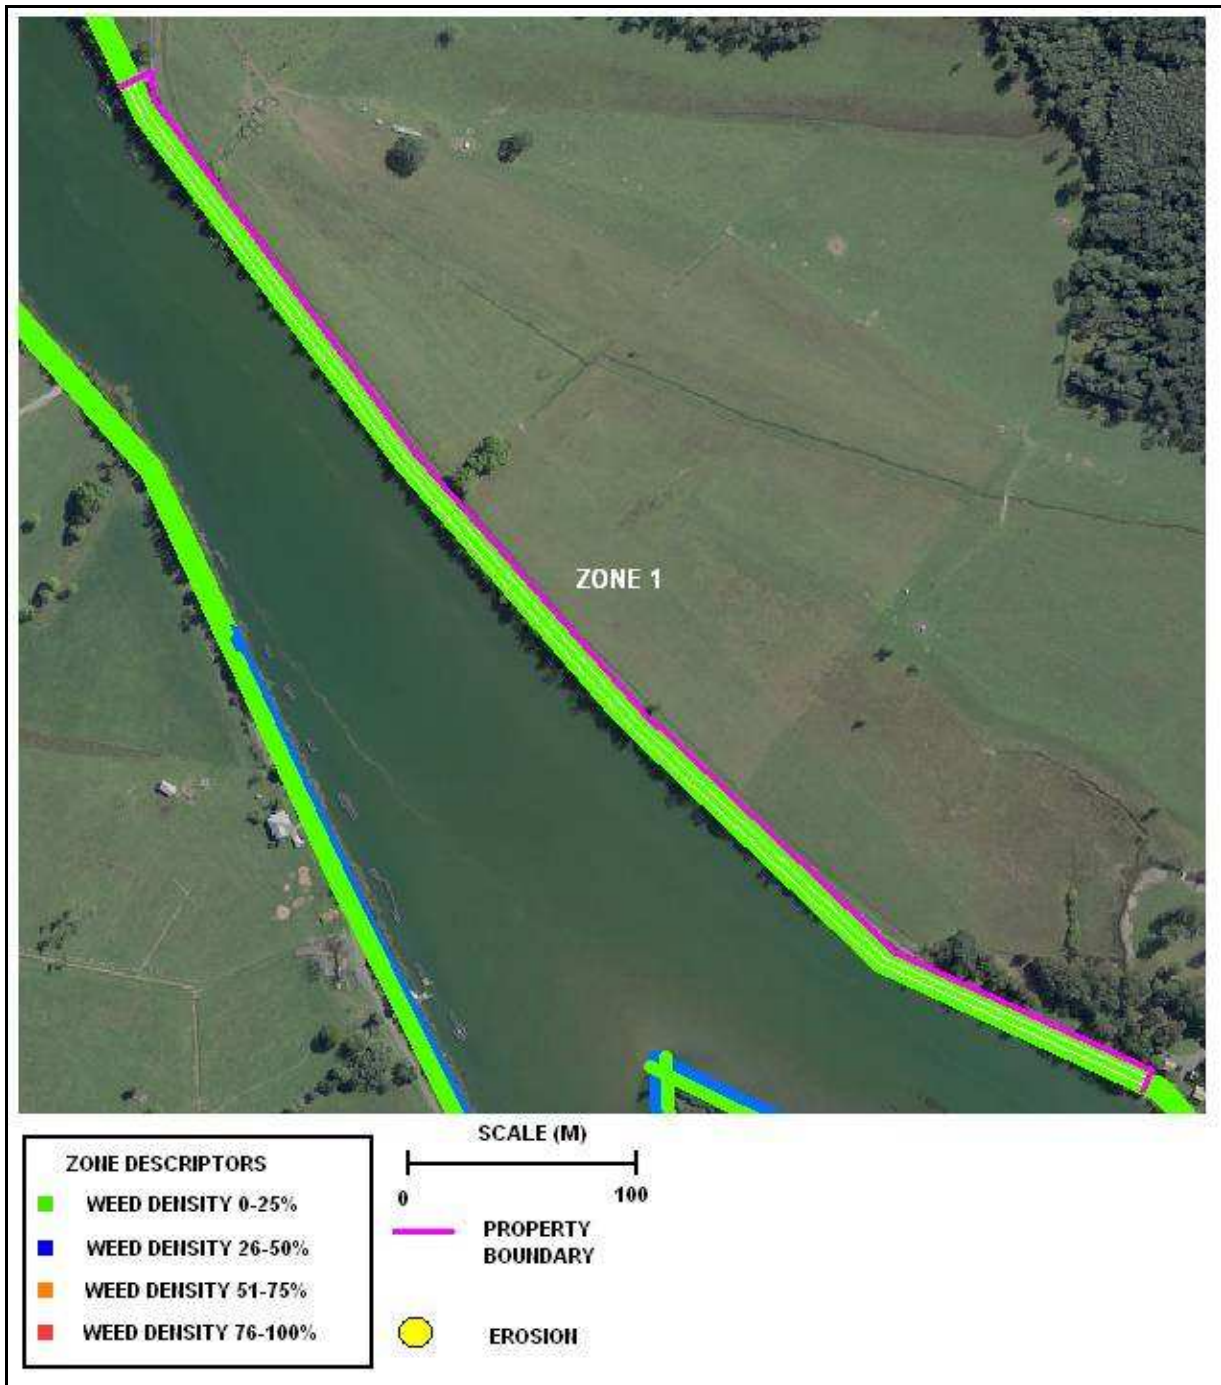 ZONE 1
SCALE (M)
0 100
ZONE DESCRIPTORS
WEED DENSITY 0-25%
WEED DENSITY 26-50%
WEED DENSITY 51-75%
WEED DENSITY 76-100%
PROPERTY
BOUNDARY
EROSION